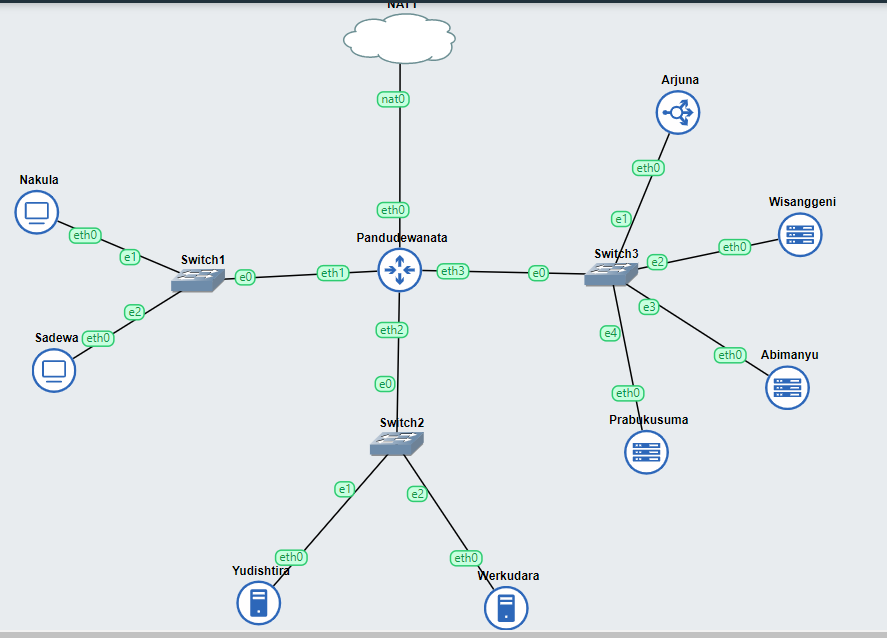 NAT1
nat0
Arjuna
eth0
Nakula
Wisanggeni
eth0
e1
eth0
eth0
Pandudewanata
e1
Switch1
Switch3
e2
e0
eth1
eth3
e0
e2
e3
Sadewa
eth0
eth2
e4
eth0
Abimanyu
e0
eth0
Prabukusuma
Switch2
e1
e2
eth0
eth0
Yudishtira
Werkudara